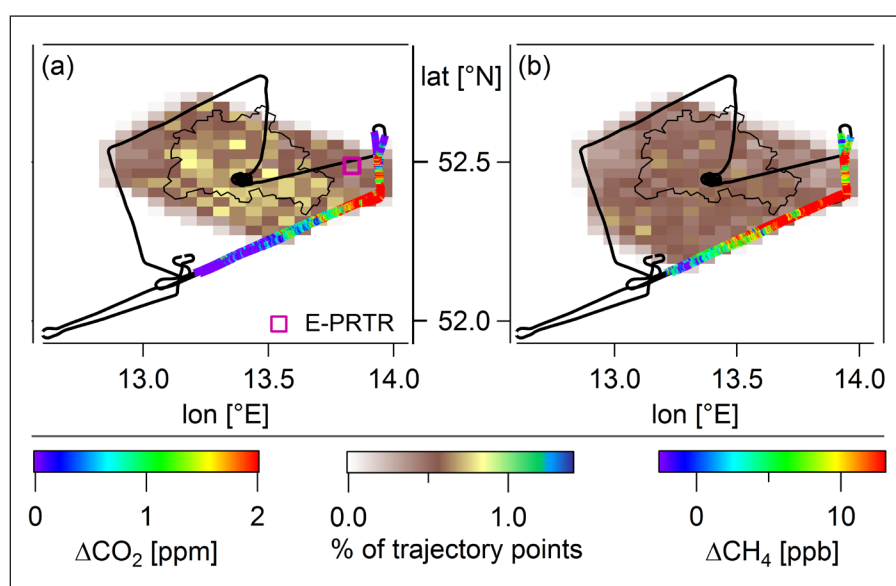 (a)
lat [°N]
(b)
52.5
52.0
E-PRTR
13.0 13.5 14.0
13.0 13.5 14.0
lon [°E]
lon [°E]
0 1 2
ΔCO₂ [ppm]
0.0 1.0
% of trajectory points
0 10
ΔCH₄ [ppb]